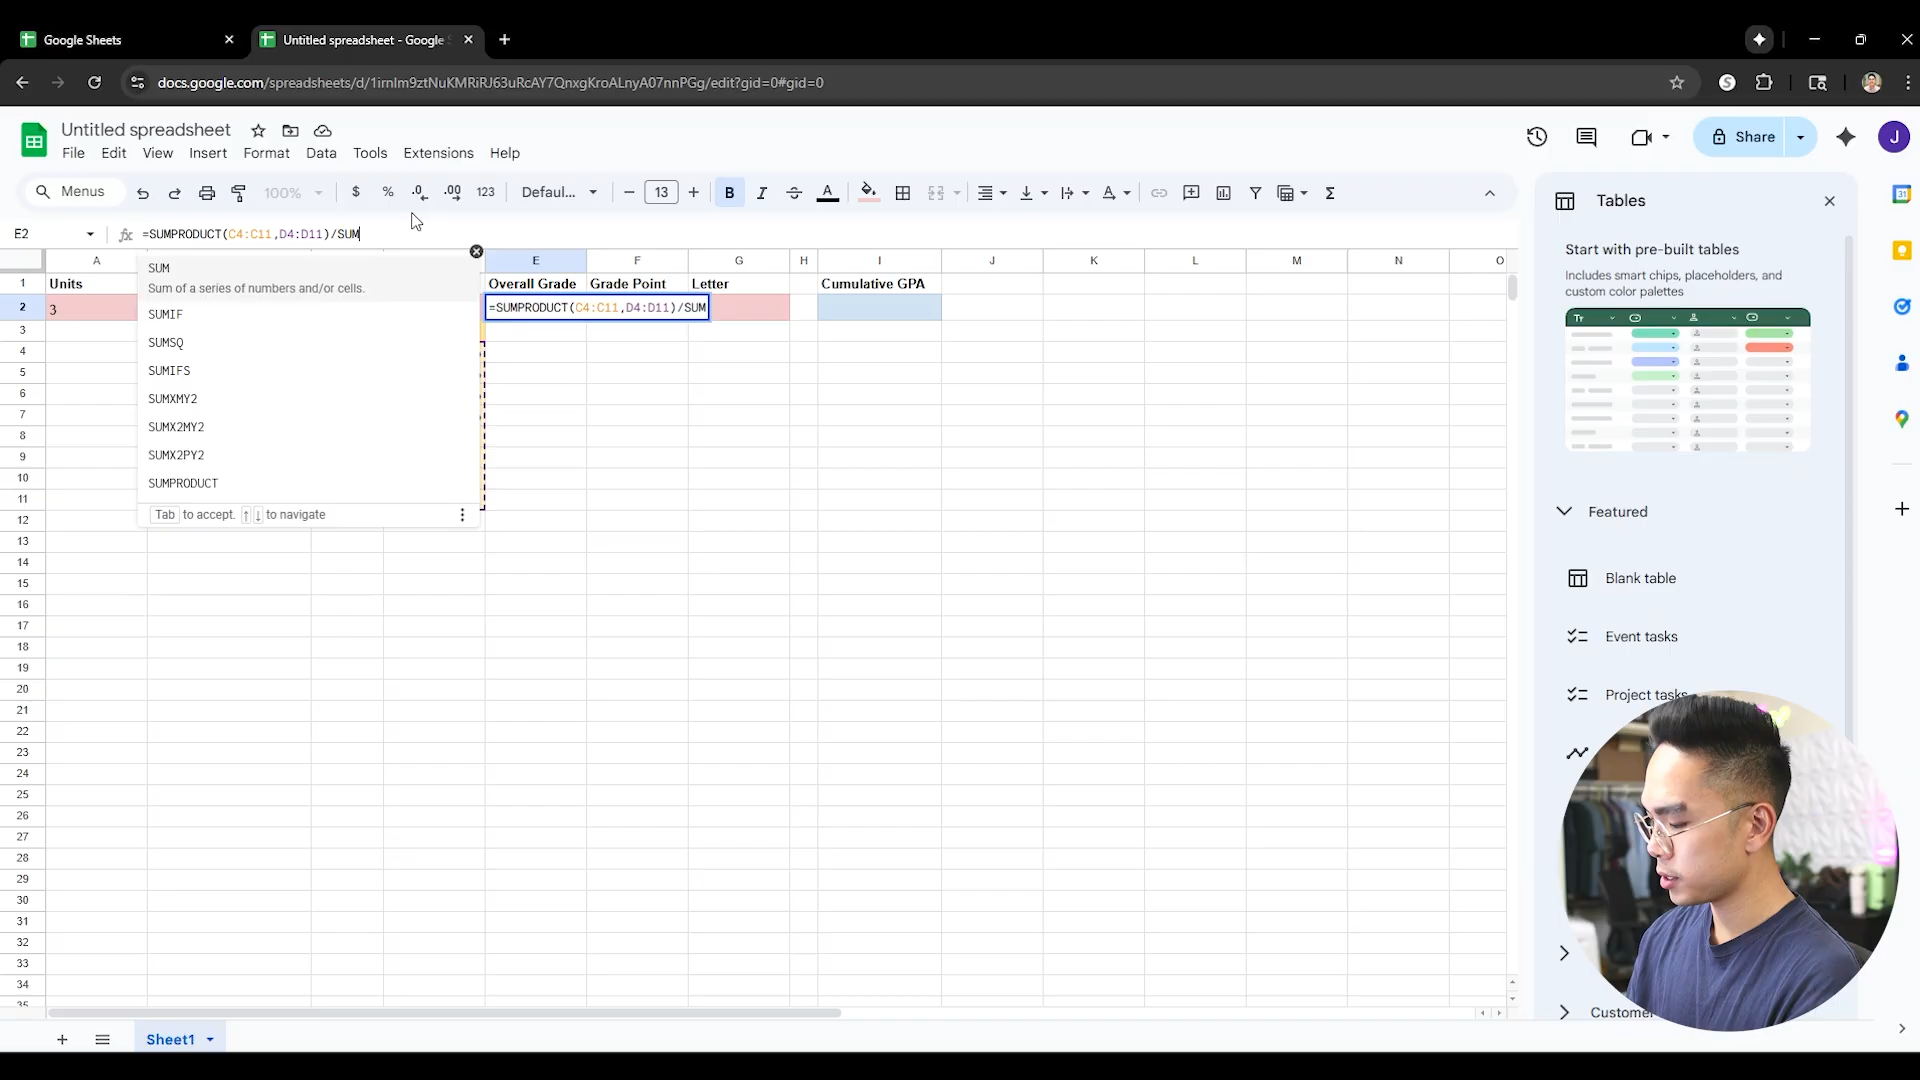 Google Sheets
Untitled spreadsheet - Google S
docs.google.com/spreadsheets/d/1irnIm9ztNuKMRiRJ63uRcAY7QnxgKroALnyA07nnPGg/edit?gid=0#gid=0
Untitled spreadsheet
File Edit View Insert Format Data Tools Extensions Help
Share
J
Menus 100% $ % .0 .00 123 Defaul... 13 B I A Σ
E2 fx =SUMPRODUCT(C4:C11,D4:D11)/SUM
A E F G H I J K L M N O
1 Units Overall Grade Grade Point Letter Cumulative GPA
2 3 =SUMPRODUCT(C4:C11,D4:D11)/SUM
3
4
5
6
7
8
9
10
11
12
13
14
15
16
17
18
19
20
21
22
23
24
25
26
27
28
29
30
31
32
33
34
35
SUM
Sum of a series of numbers and/or cells.
SUMIF
SUMSQ
SUMIFS
SUMXMY2
SUMX2MY2
SUMX2PY2
SUMPRODUCT
Tab to accept. ↑ ↓ to navigate
Tables
Start with pre-built tables
Includes smart chips, placeholders, and
custom color palettes
Tт
Featured
Blank table
Event tasks
Project tasks
Customer
31
Sheet1